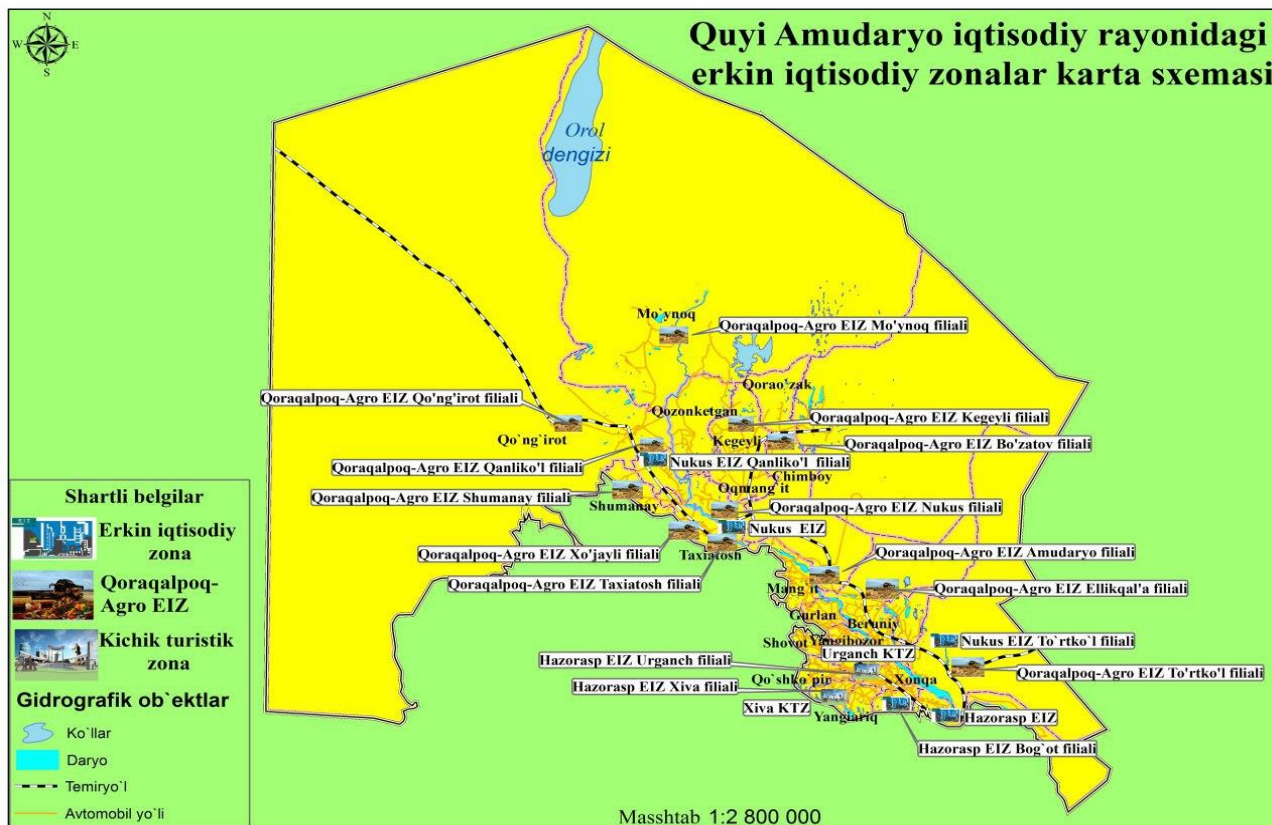 Quyi Amudaryo iqtisodiy rayonidagi
erkin iqtisodiy zonalar karta sxemasi
N
W
E
S
Orol
dengizi
Mo`ynoq
Qoraqalpoq-Agro EIZ Mo'ynoq filiali
Qorao'zak
Qoraqalpoq-Agro EIZ Qo'ng'irot filiali
Qozonketgan
Qoraqalpoq-Agro EIZ Kegeyli filiali
Qo`ng`irot
Kegeyli
Qoraqalpoq-Agro EIZ Bo'zatov filiali
Qoraqalpoq-Agro EIZ Qanliko'l filiali
Nukus EIZ Qanliko'l filiali
Chimboy
Oqmang`it
Qoraqalpoq-Agro EIZ Shumanay filiali
Shumanay
Qoraqalpoq-Agro EIZ Nukus filiali
Nukus EIZ
Qoraqalpoq-Agro EIZ Xo'jayli filiali
Taxiatosh
Qoraqalpoq-Agro EIZ Amudaryo filiali
Qoraqalpoq-Agro EIZ Taxiatosh filiali
Mang`it
Qoraqalpoq-Agro EIZ Ellikqal'a filiali
Gurlan
Beruniy
Shovot
Yangibozor
Nukus EIZ To`rtko`l filiali
Urganch KTZ
Hazorasp EIZ Urganch filiali
Qo`shko`pir
Xonqa
Qoraqalpoq-Agro EIZ To'rtko'l filiali
Hazorasp EIZ Xiva filiali
Xiva KTZ
Yangiariq
Hazorasp EIZ
Hazorasp EIZ Bog`ot filiali
Shartli belgilar
Erkin iqtisodiy
zona
Qoraqalpoq-
Agro EIZ
Kichik turistik
zona
Gidrografik ob`ektlar
Ko`llar
Daryo
Temiryo`l
Avtomobil yo`li
Masshtab 1:2 800 000